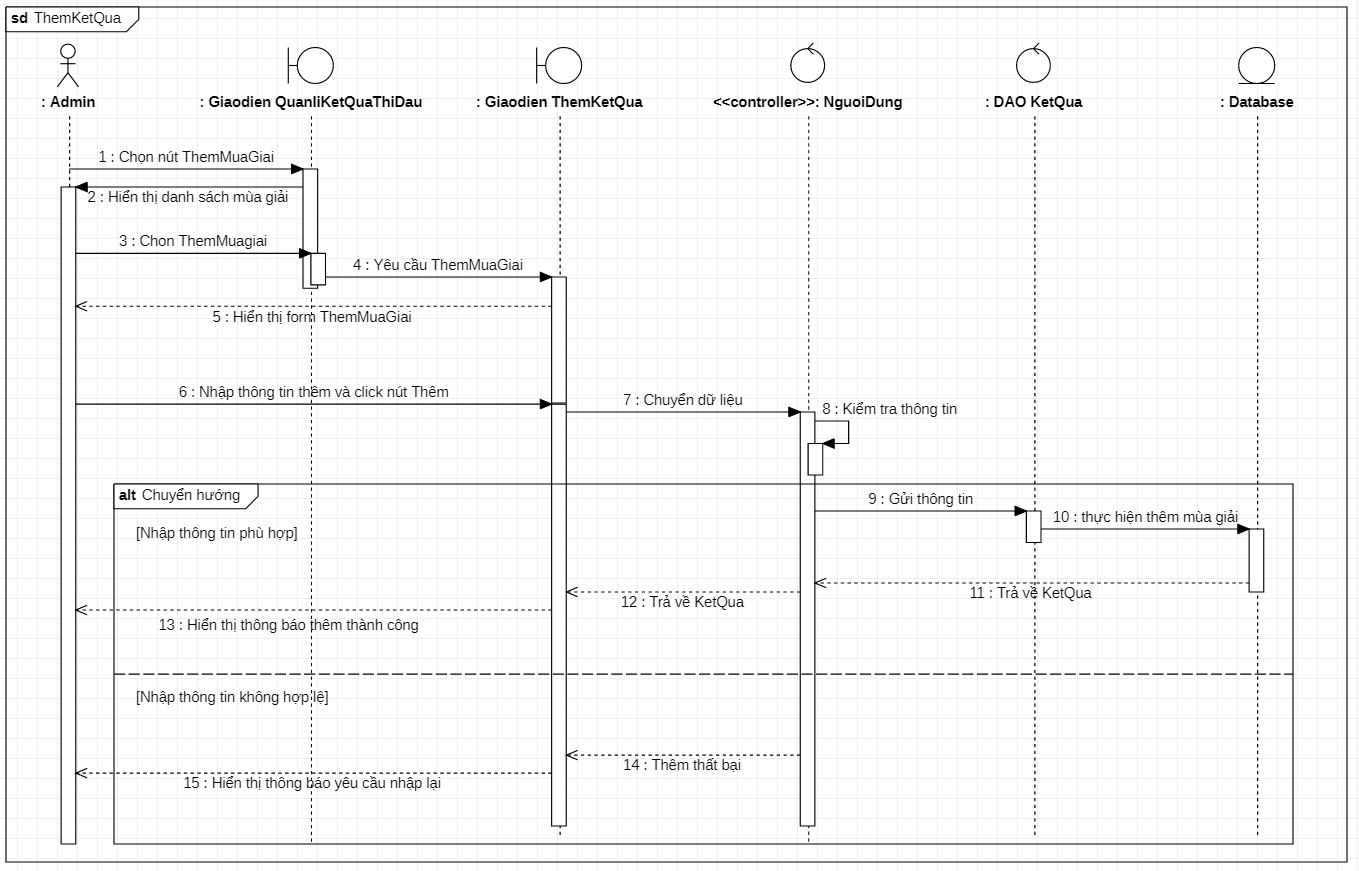 sd ThemKetQua
: Admin
: Giaodien QuanliKetQuaThiDau
: Giaodien ThemKetQua
<<controller>>: NguoiDung
: DAO KetQua
: Database
1 : Chọn nút ThemMuaGiai
2 : Hiển thị danh sách mùa giải
3 : Chon ThemMuagiai
4 : Yêu cầu ThemMuaGiai
5 : Hiển thị form ThemMuaGiai
6 : Nhập thông tin thêm và click nút Thêm
7 : Chuyển dữ liệu
8 : Kiểm tra thông tin
alt Chuyển hướng
9 : Gửi thông tin
10 : thực hiện thêm mùa giải
[Nhập thông tin phù hợp]
11 : Trả về KetQua
12 : Trả về KetQua
13 : Hiển thị thông báo thêm thành công
[Nhập thông tin không hợp lệ]
14 : Thêm thất bại
15 : Hiển thị thông báo yêu cầu nhập lại